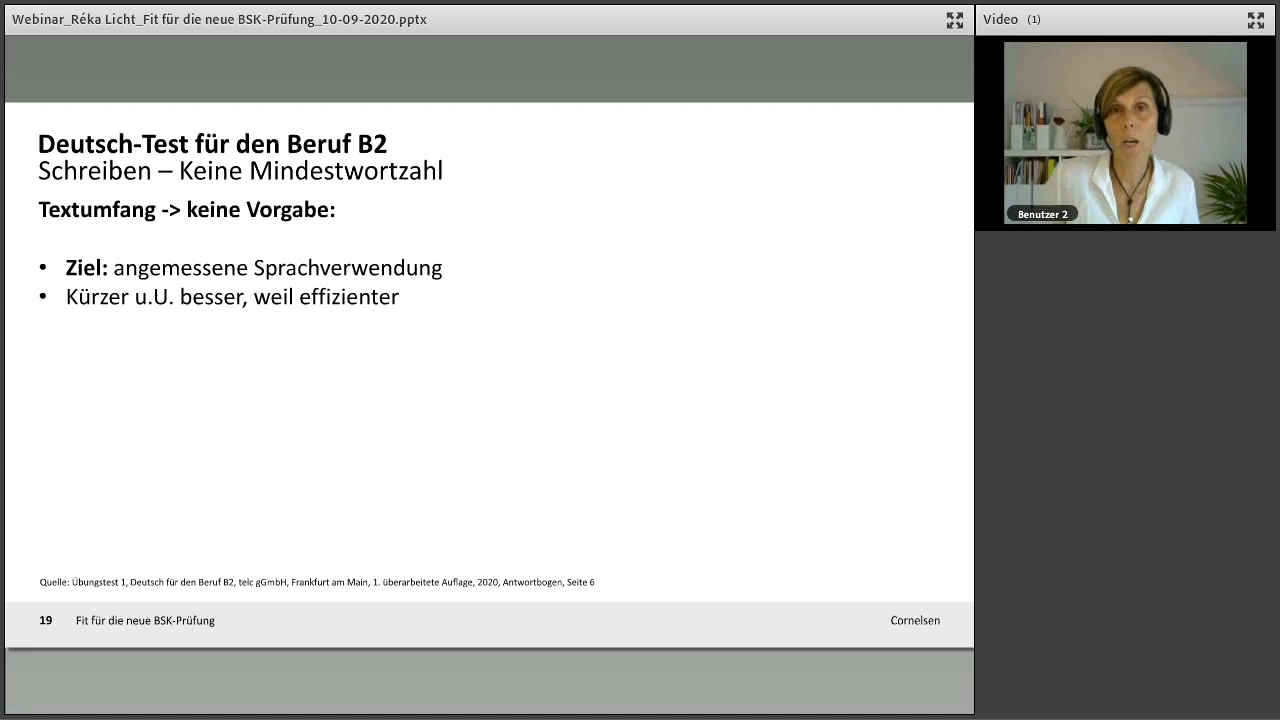 Webinar_Réka Licht_Fit für die neue BSK-Prüfung_10-09-2020.pptx
Video (1)
Deutsch-Test für den Beruf B2
Schreiben – Keine Mindestwortzahl
Textumfang -> keine Vorgabe:
• Ziel: angemessene Sprachverwendung
• Kürzer u.U. besser, weil effizienter
Benutzer 2
Quelle: Übungstest 1, Deutsch für den Beruf B2, telc gGmbH, Frankfurt am Main, 1. überarbeitete Auflage, 2020, Antwortbogen, Seite 6
19 Fit für die neue BSK-Prüfung Cornelsen